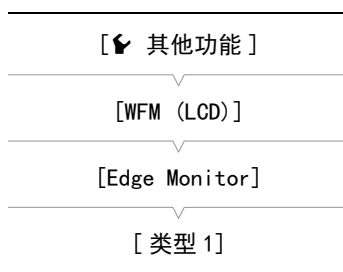 [ 其他功能 ]
[WFM (LCD)]
[Edge Monitor]
[ 类型 1]